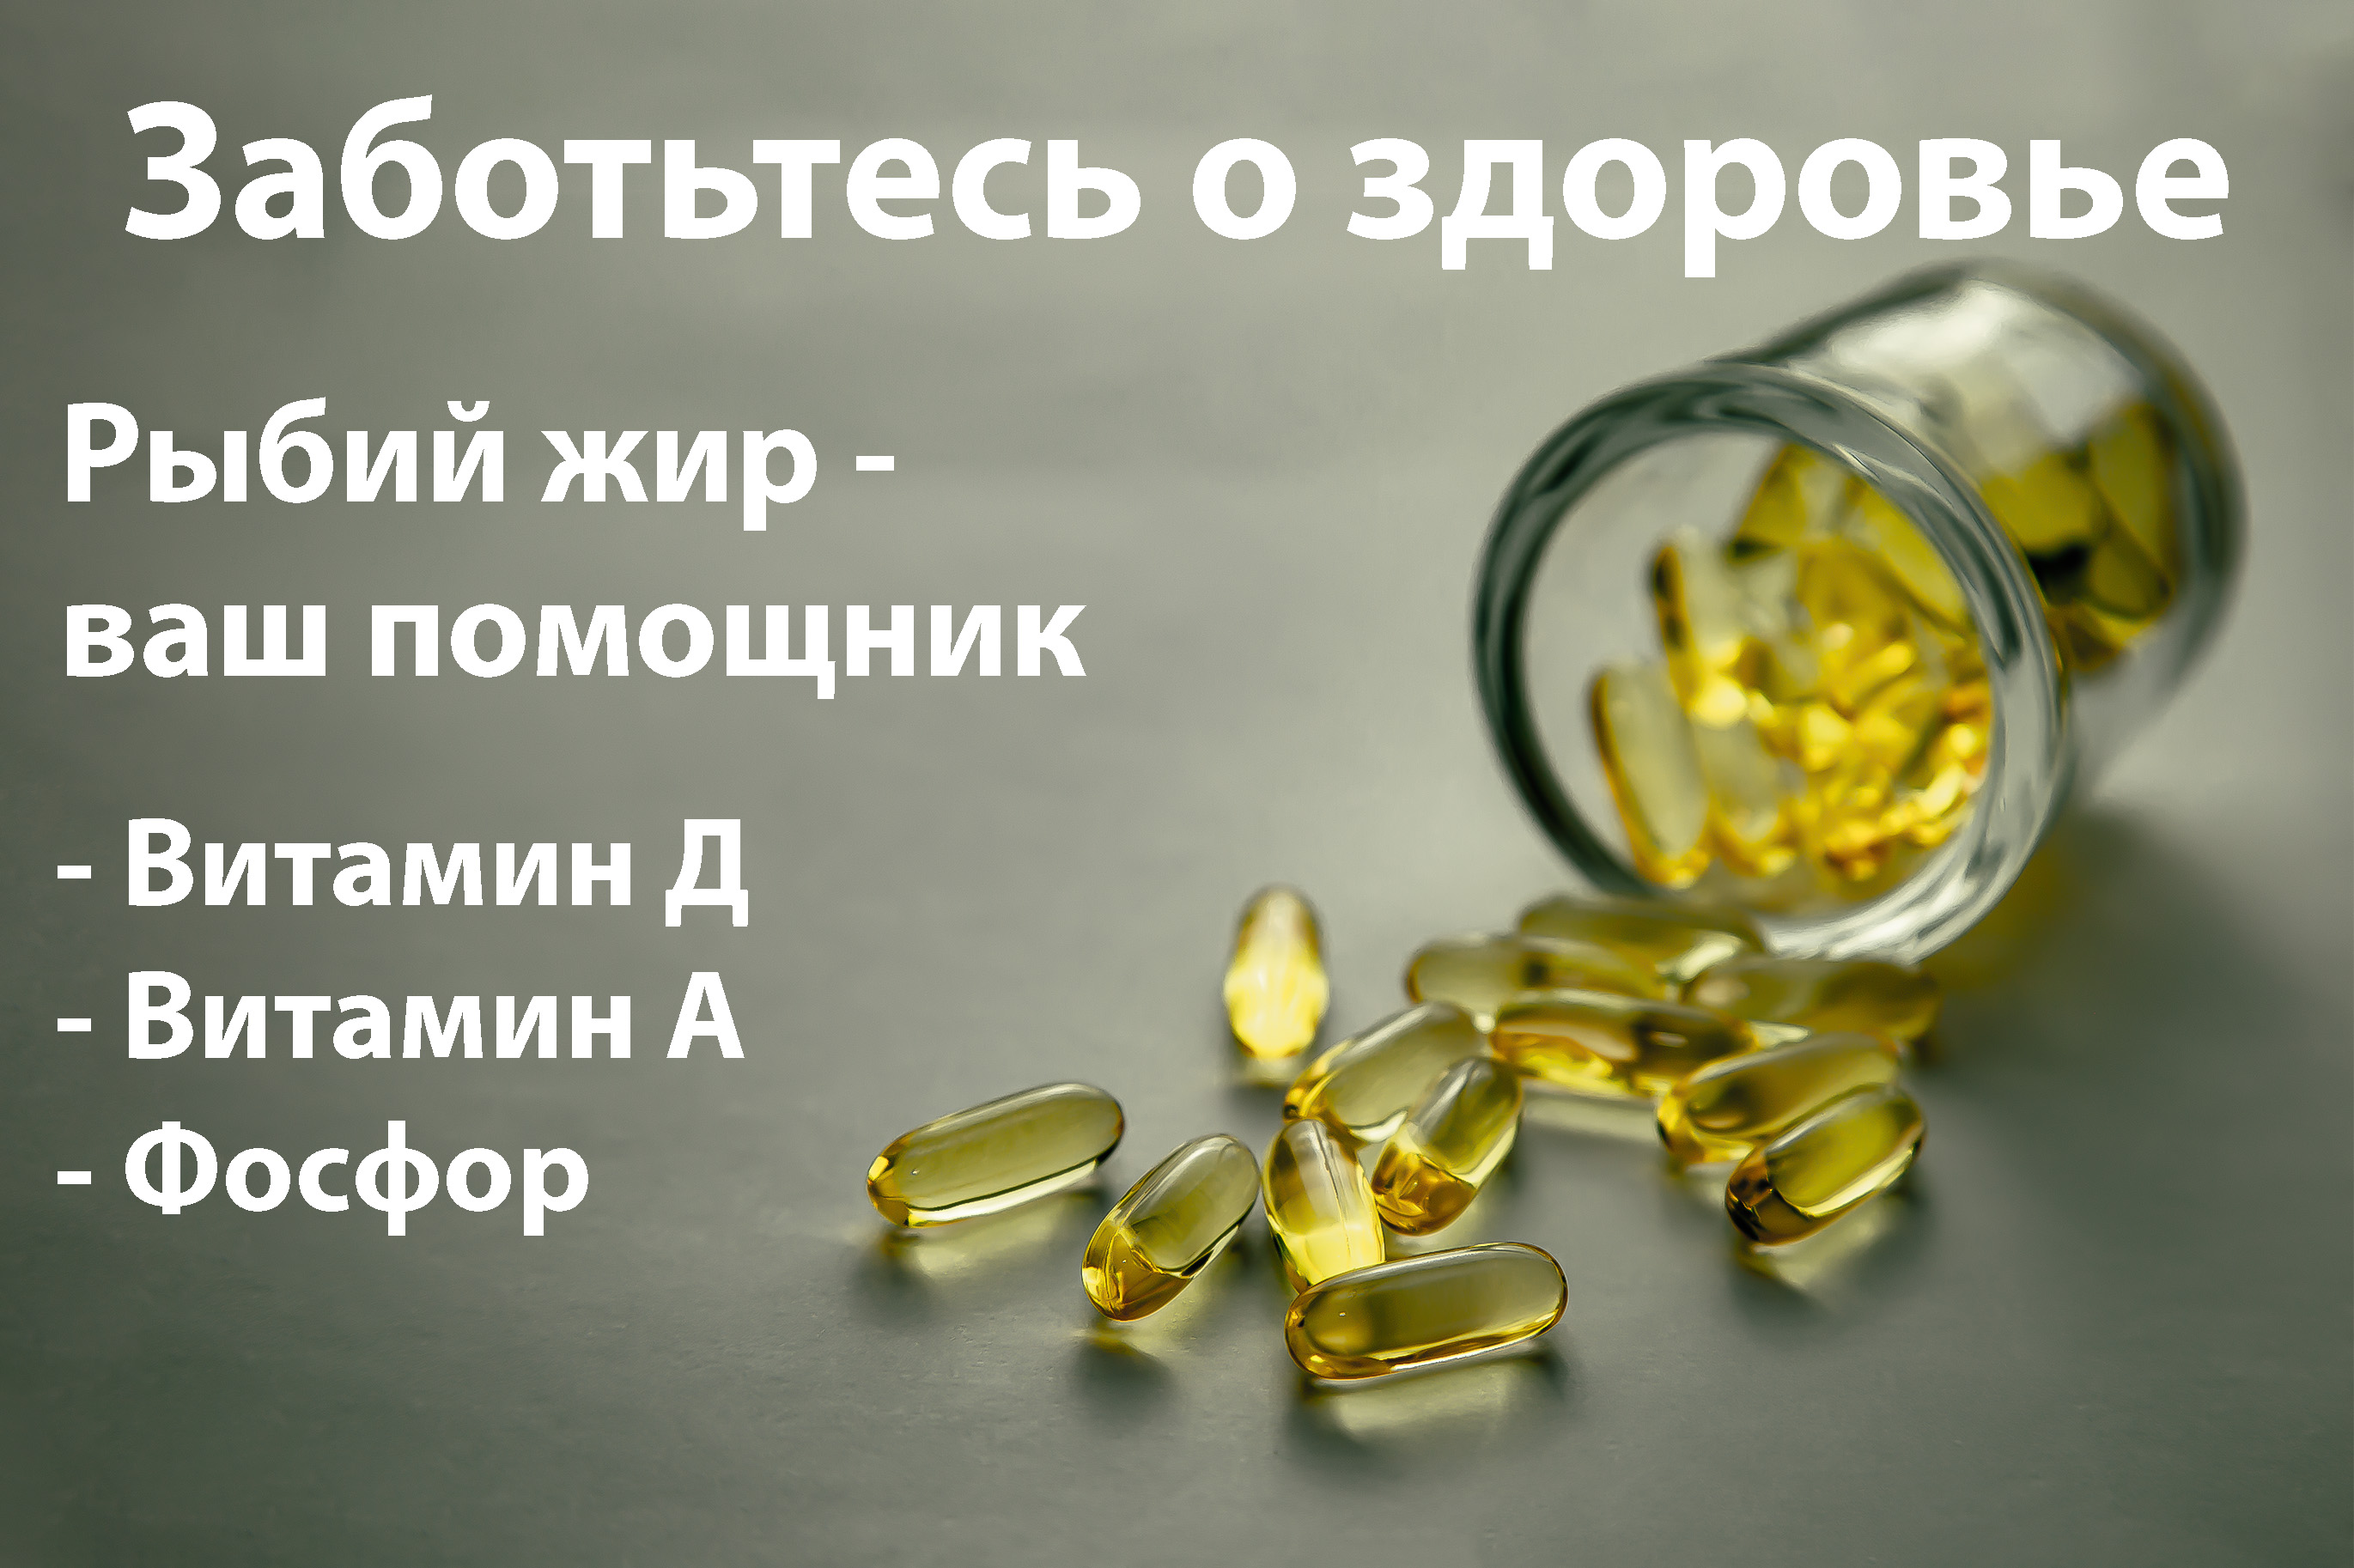 Заботьтесь о здоровье
Рыбий жир -
ваш помощник
- Витамин Д
- Витамин А
- Фосфор